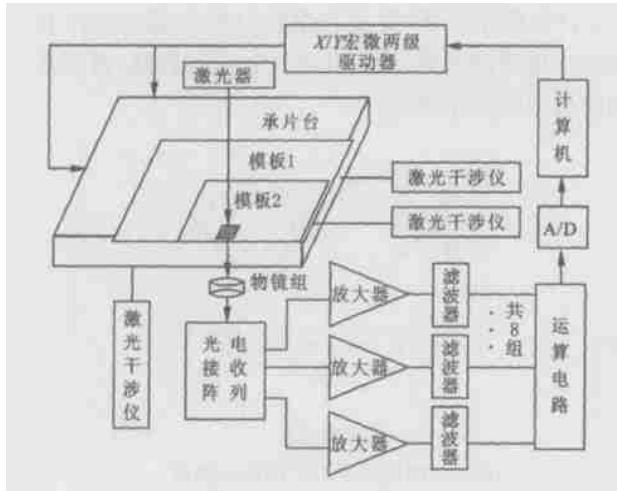 X/Y宏微两级
驱动器
激光器
承片台
模板1
模板2
激光干涉仪
激光干涉仪
计算机
A/D
物镜组
激光干涉仪
光电
接收
阵列
放大器
滤波器
放大器
滤波器
放大器
滤波器
共8组
运算电路